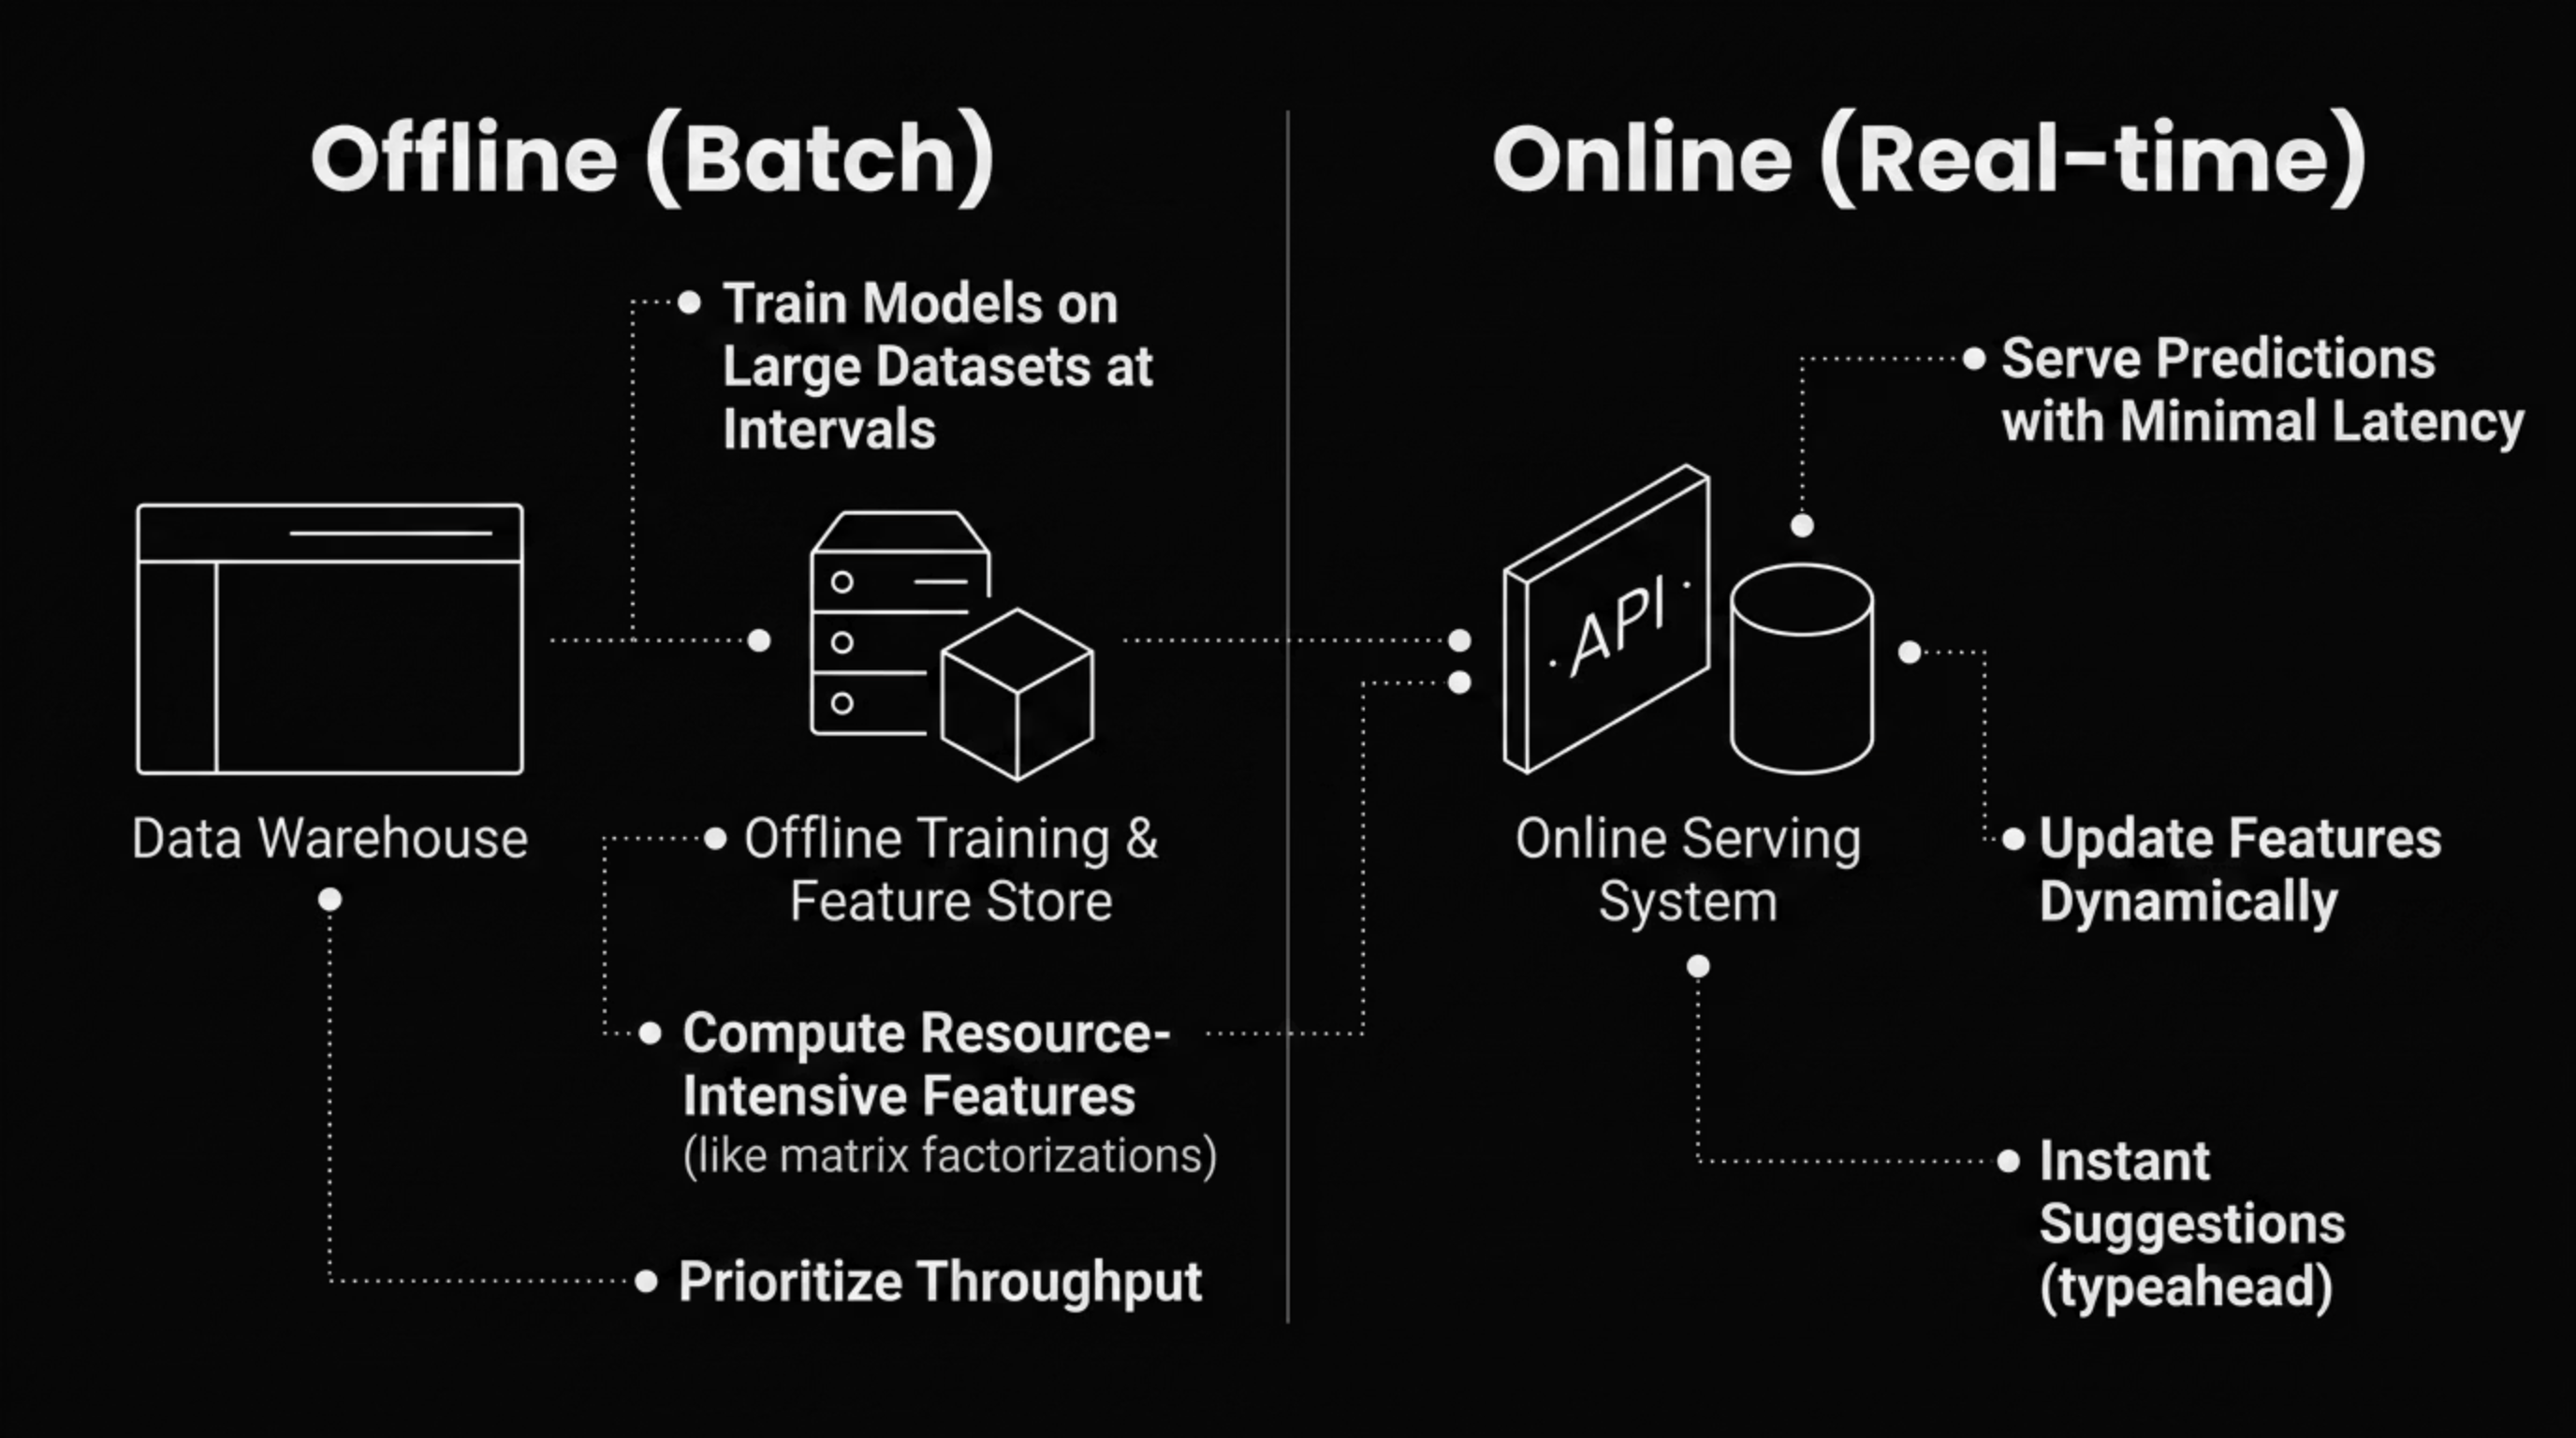 Offline (Batch)
Train Models on
Large Datasets at
Intervals
Data Warehouse
Offline Training &
Feature Store
Compute Resource-
Intensive Features
(like matrix factorizations)
Prioritize Throughput
Online (Real-time)
Serve Predictions
with Minimal Latency
· API ·
Online Serving
System
Update Features
Dynamically
Instant
Suggestions
(typeahead)